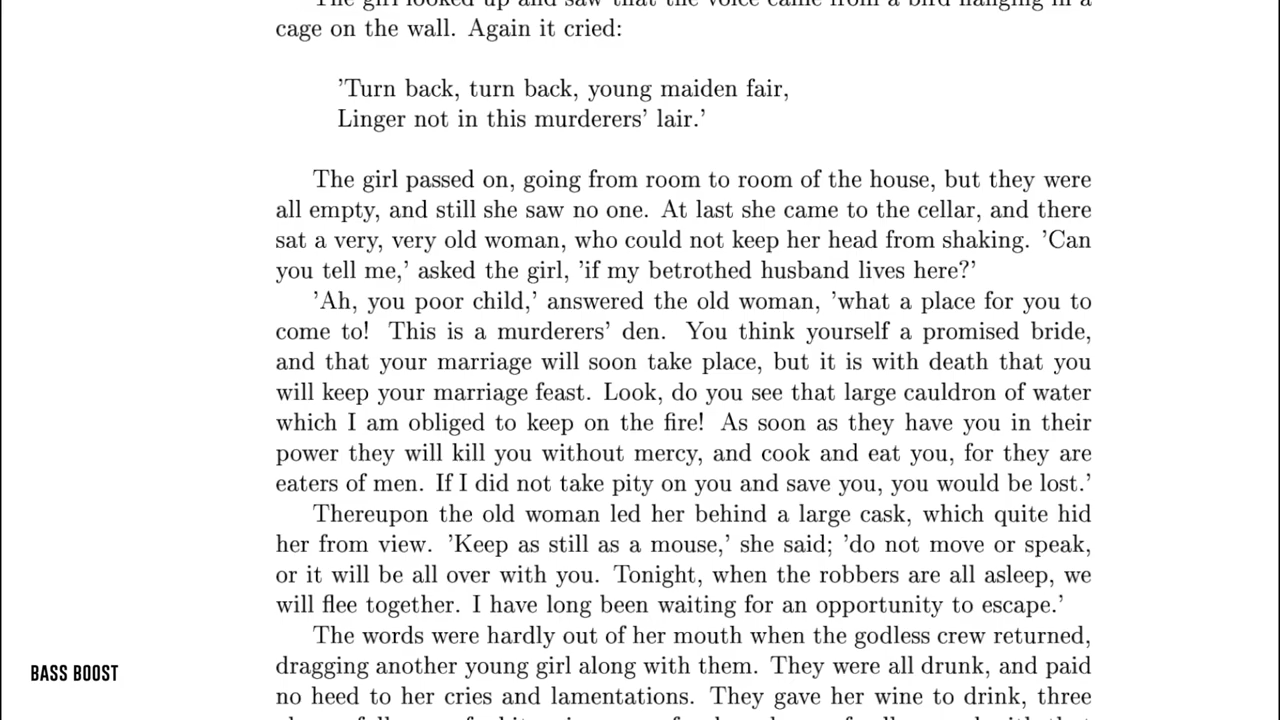 The girl looked up and saw that the voice came from a bird hanging in a
cage on the wall. Again it cried:
'Turn back, turn back, young maiden fair,
Linger not in this murderers' lair.'
The girl passed on, going from room to room of the house, but they were
all empty, and still she saw no one. At last she came to the cellar, and there
sat a very, very old woman, who could not keep her head from shaking. 'Can
you tell me,' asked the girl, 'if my betrothed husband lives here?'
'Ah, you poor child,' answered the old woman, 'what a place for you to
come to! This is a murderers' den. You think yourself a promised bride,
and that your marriage will soon take place, but it is with death that you
will keep your marriage feast. Look, do you see that large cauldron of water
which I am obliged to keep on the fire! As soon as they have you in their
power they will kill you without mercy, and cook and eat you, for they are
eaters of men. If I did not take pity on you and save you, you would be lost.'
Thereupon the old woman led her behind a large cask, which quite hid
her from view. 'Keep as still as a mouse,' she said; 'do not move or speak,
or it will be all over with you. Tonight, when the robbers are all asleep, we
will flee together. I have long been waiting for an opportunity to escape.'
The words were hardly out of her mouth when the godless crew returned,
dragging another young girl along with them. They were all drunk, and paid
no heed to her cries and lamentations. They gave her wine to drink, three
BASS BOOST